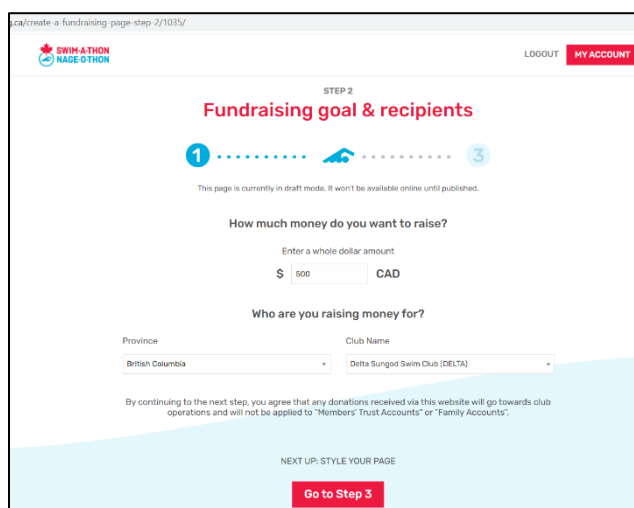 g.ca/create-a-fundraising-page-step-2/1035/
SWIM-A-THON
NAGE-O-THON
LOGOUT MY ACCOUNT
STEP 2
Fundraising goal & recipients
1 3
This page is currently in draft mode. It won't be available online until published.
How much money do you want to raise?
Enter a whole dollar amount
$ 500 CAD
Who are you raising money for?
Province Club Name
British Columbia Delta Sungod Swim Club (DELTA)
By continuing to the next step, you agree that any donations received via this website will go towards club
operations and will not be applied to "Members' Trust Accounts" or "Family Accounts".
NEXT UP: STYLE YOUR PAGE
Go to Step 3